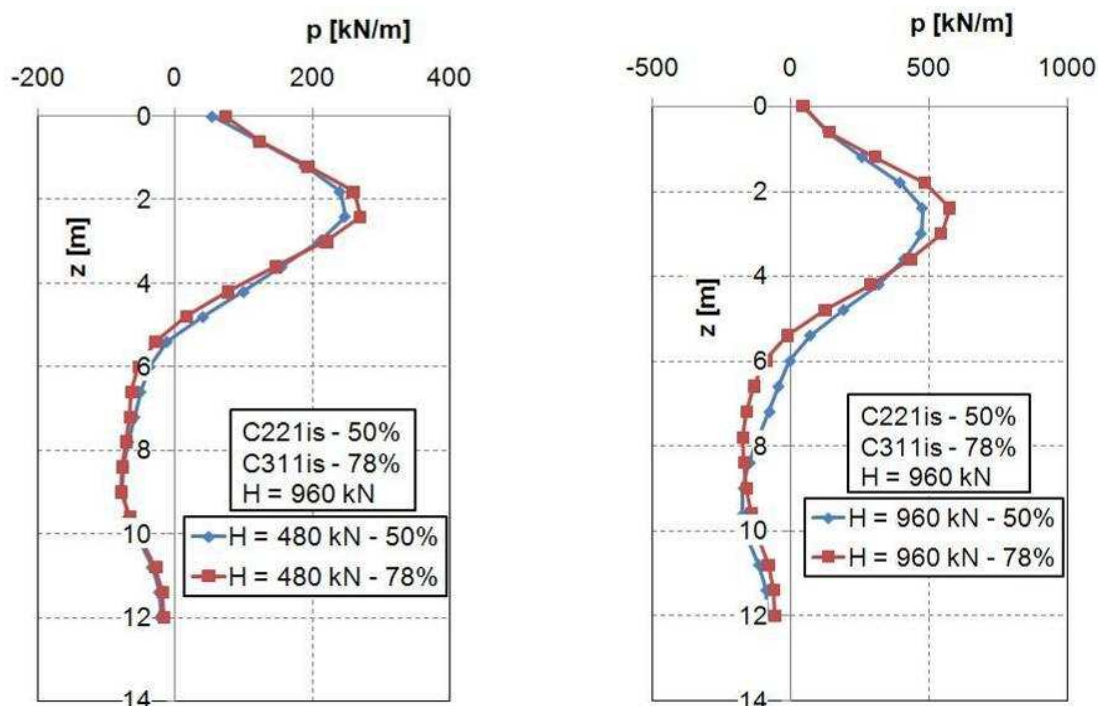 p [kN/m]
-200 0 200 400
0
2
4
6
8
10
12
14
z [m]
C221is - 50%
C311is - 78%
H = 960 kN
H = 480 kN - 50%
H = 480 kN - 78%
p [kN/m]
-500 0 500 1000
0
2
4
6
8
10
12
14
z [m]
C221is - 50%
C311is - 78%
H = 960 kN
H = 960 kN - 50%
H = 960 kN - 78%